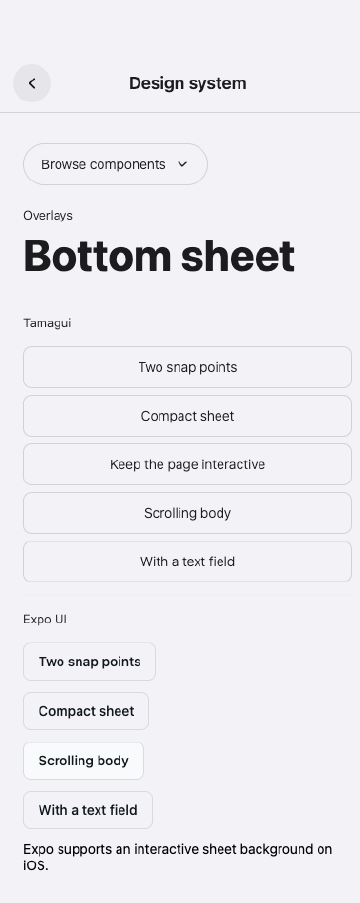 Design system
Browse components
Overlays
Bottom sheet
Tamagui
Two snap points
Compact sheet
Keep the page interactive
Scrolling body
With a text field
Expo UI
Two snap points
Compact sheet
Scrolling body
With a text field
Expo supports an interactive sheet background on
iOS.